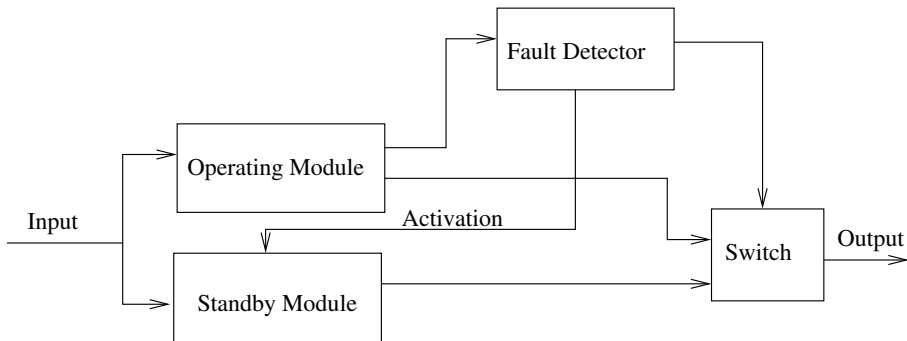 Fault Detector
Operating Module
Input
Activation
Output
Switch
Standby Module